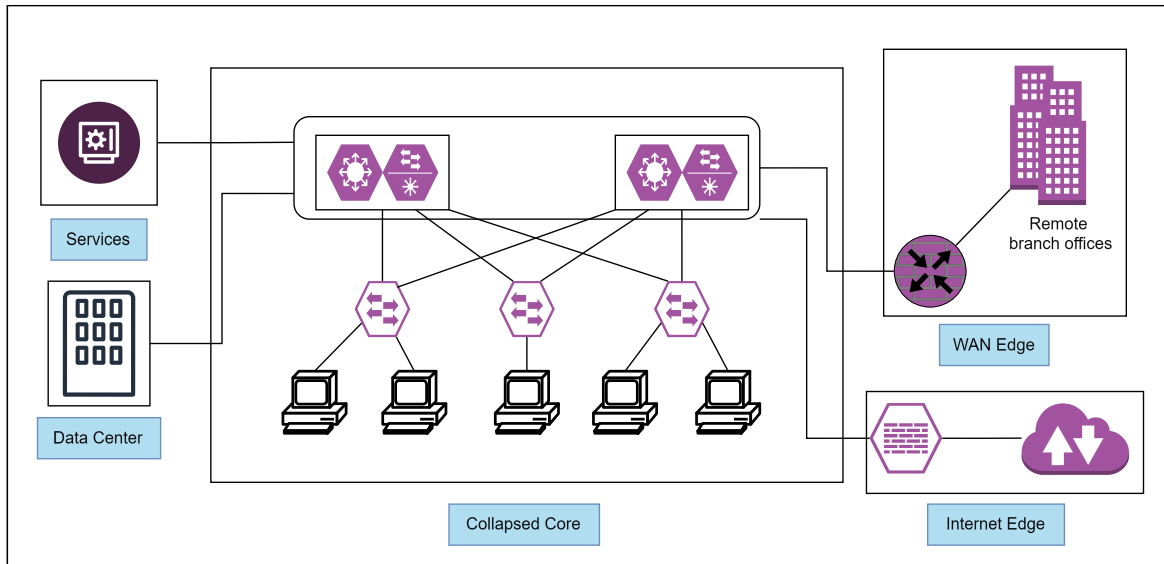 Services
Data Center
Collapsed Core
Remote
branch offices
WAN Edge
Internet Edge